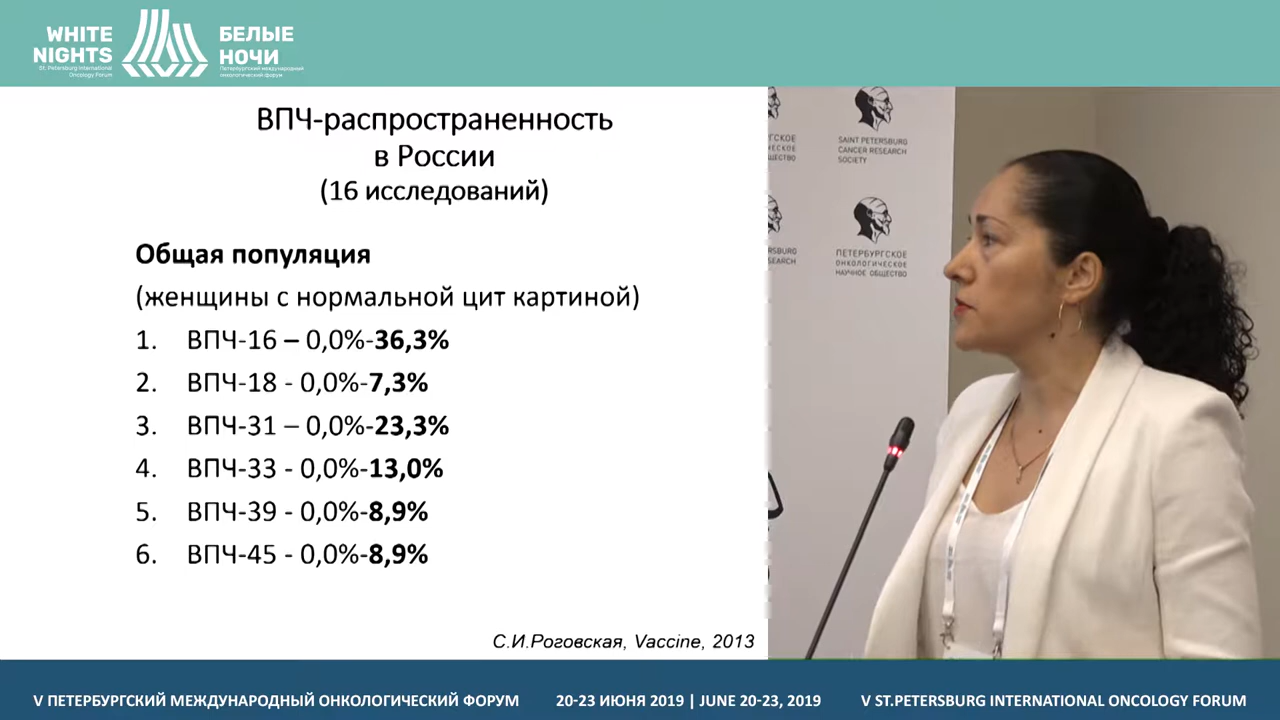 WHITE
NIGHTS
St. Petersburg International
Oncology Forum
БЕЛЫЕ
НОЧИ
Петербургский международный
онкологический форум
ВПЧ-распространенность
в России
(16 исследований)
Общая популяция
(женщины с нормальной цит картиной)
1. ВПЧ-16 – 0,0%-36,3%
2. ВПЧ-18 - 0,0%-7,3%
3. ВПЧ-31 – 0,0%-23,3%
4. ВПЧ-33 - 0,0%-13,0%
5. ВПЧ-39 - 0,0%-8,9%
6. ВПЧ-45 - 0,0%-8,9%
С.И.Роговская, Vaccine, 2013
SAINT PETERSBURG
CANCER RESEARCH
SOCIETY
ПЕТЕРБУРГСКОЕ
ОНКОЛОГИЧЕСКОЕ
НАУЧНОЕ ОБЩЕСТВО
V ПЕТЕРБУРГСКИЙ МЕЖДУНАРОДНЫЙ ОНКОЛОГИЧЕСКИЙ ФОРУМ
20-23 ИЮНЯ 2019 | JUNE 20-23, 2019
V ST.PETERSBURG INTERNATIONAL ONCOLOGY FORUM